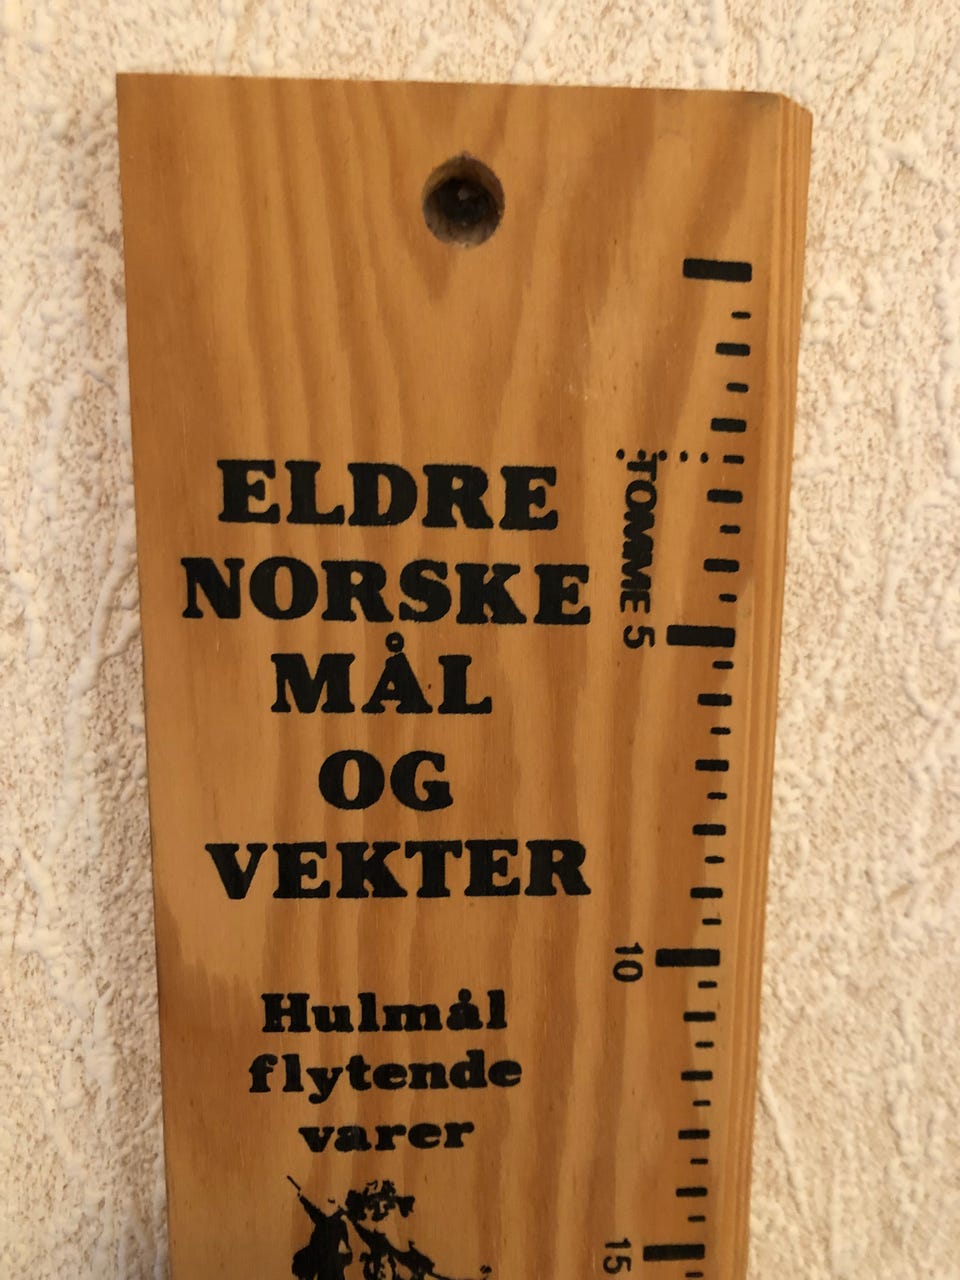 ELDRE
NORSKE
MÅL
OG
VEKTER
Hulmål
flytende
varer
TOMME 5
10
15